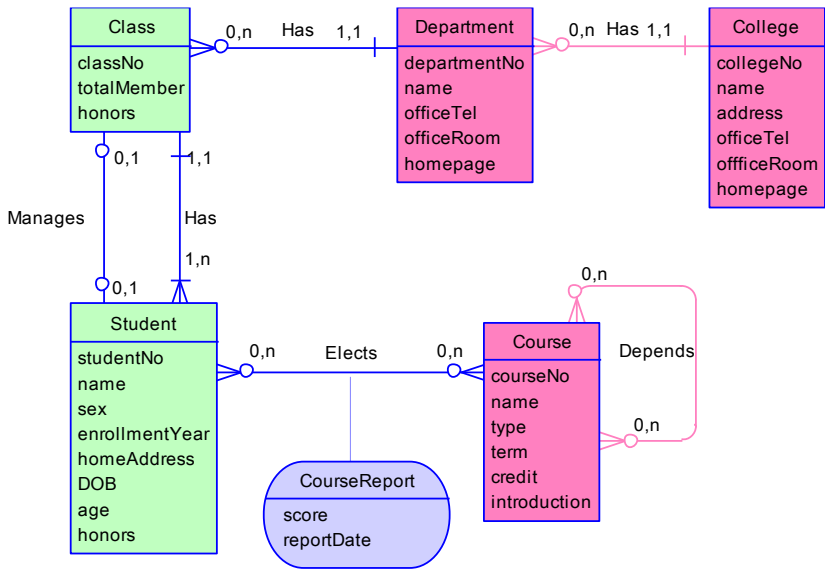 Class
classNo
totalMember
honors
0,n
Has
1,1
Department
departmentNo
name
officeTel
officeRoom
homepage
0,n
Has
1,1
College
collegeNo
name
address
officeTel
offficeRoom
homepage
0,1
1,1
Manages
Has
0,1
1,n
Student
studentNo
name
sex
enrollmentYear
homeAddress
DOB
age
honors
0,n
Elects
0,n
Course
courseNo
name
type
term
credit
introduction
0,n
Depends
0,n
CourseReport
score
reportDate